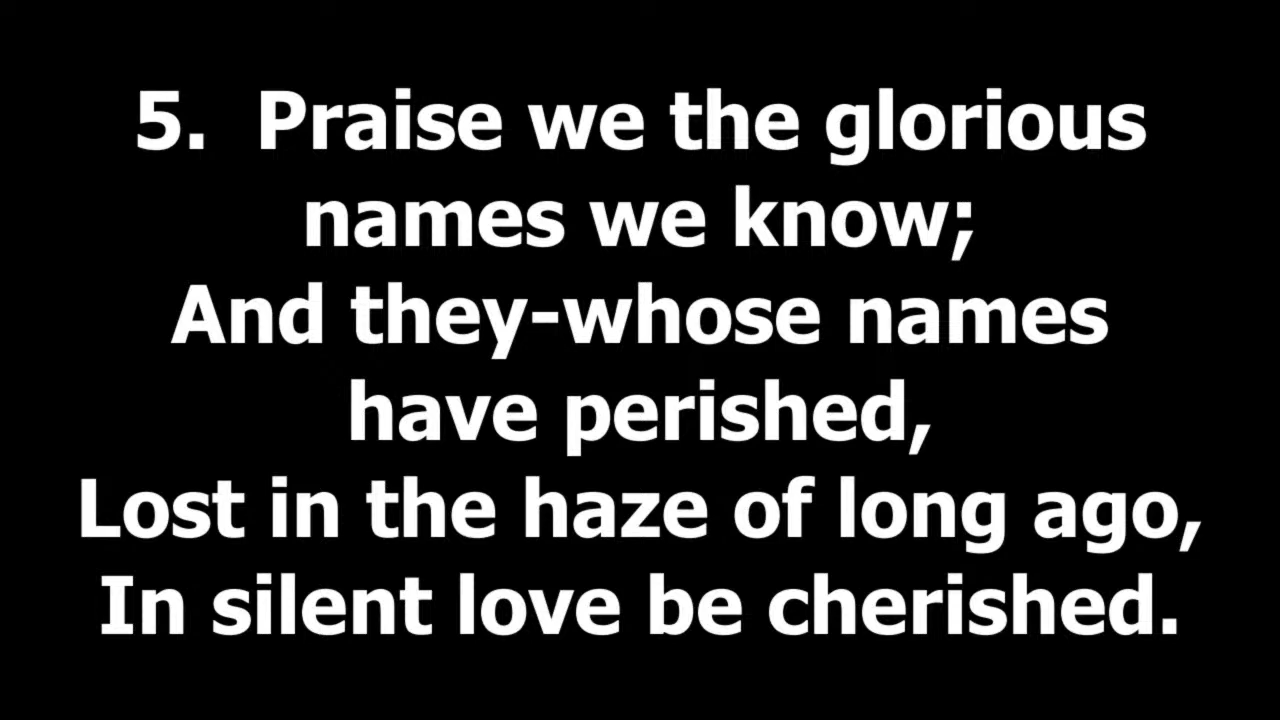 5.  Praise we the glorious
names we know;
And they-whose names
have perished,
Lost in the haze of long ago,
In silent love be cherished.